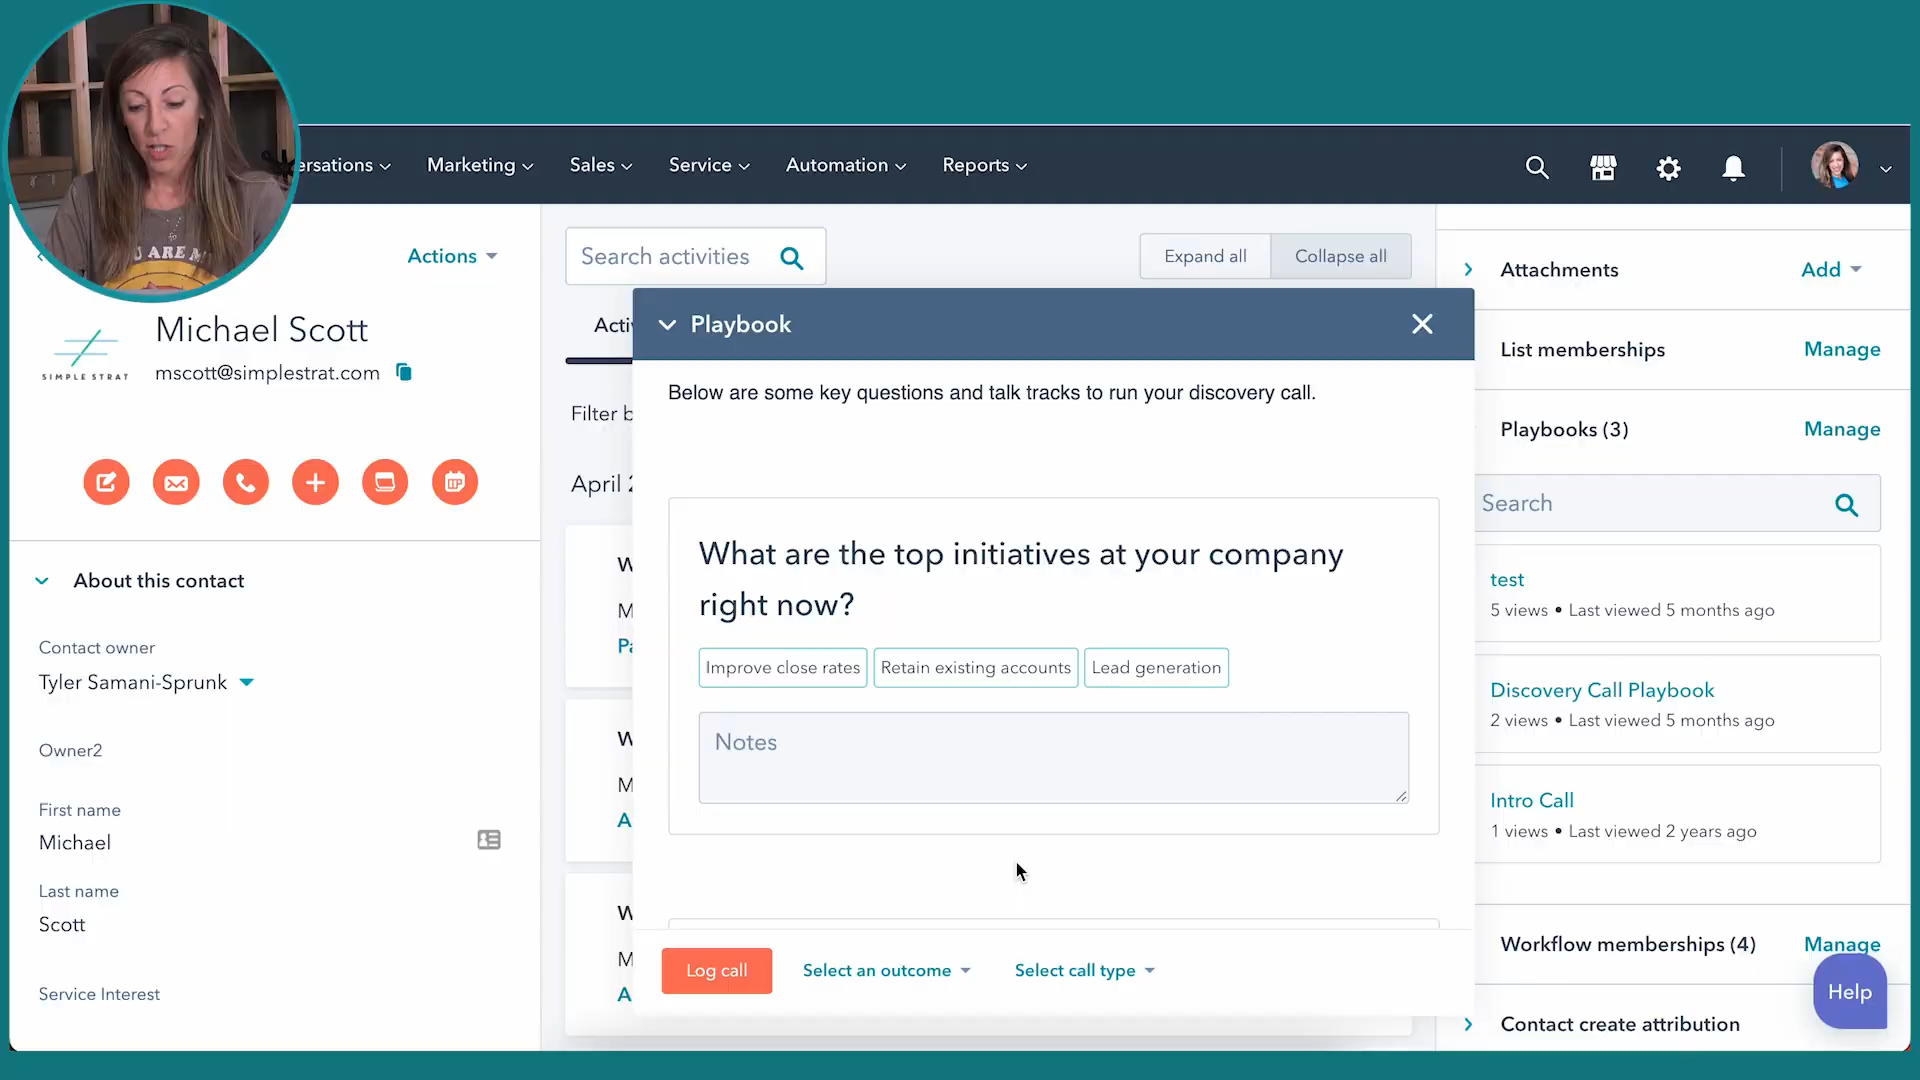 ersations
Marketing
Sales
Service
Automation
Reports
U ARE M
Actions
SIMPLE STRAT
Michael Scott
mscott@simplestrat.com
About this contact
Contact owner
Tyler Samani-Sprunk
Owner2
First name
Michael
Last name
Scott
Service Interest
Search activities
Expand all
Collapse all
Acti
Filter b
April 2
W
M
Pa
W
M
A
W
M
A
Playbook
Below are some key questions and talk tracks to run your discovery call.
What are the top initiatives at your company
right now?
Improve close rates
Retain existing accounts
Lead generation
Notes
Log call
Select an outcome
Select call type
Attachments
Add
List memberships
Manage
Playbooks (3)
Manage
Search
test
5 views • Last viewed 5 months ago
Discovery Call Playbook
2 views • Last viewed 5 months ago
Intro Call
1 views • Last viewed 2 years ago
Workflow memberships (4)
Manage
Contact create attribution
Help